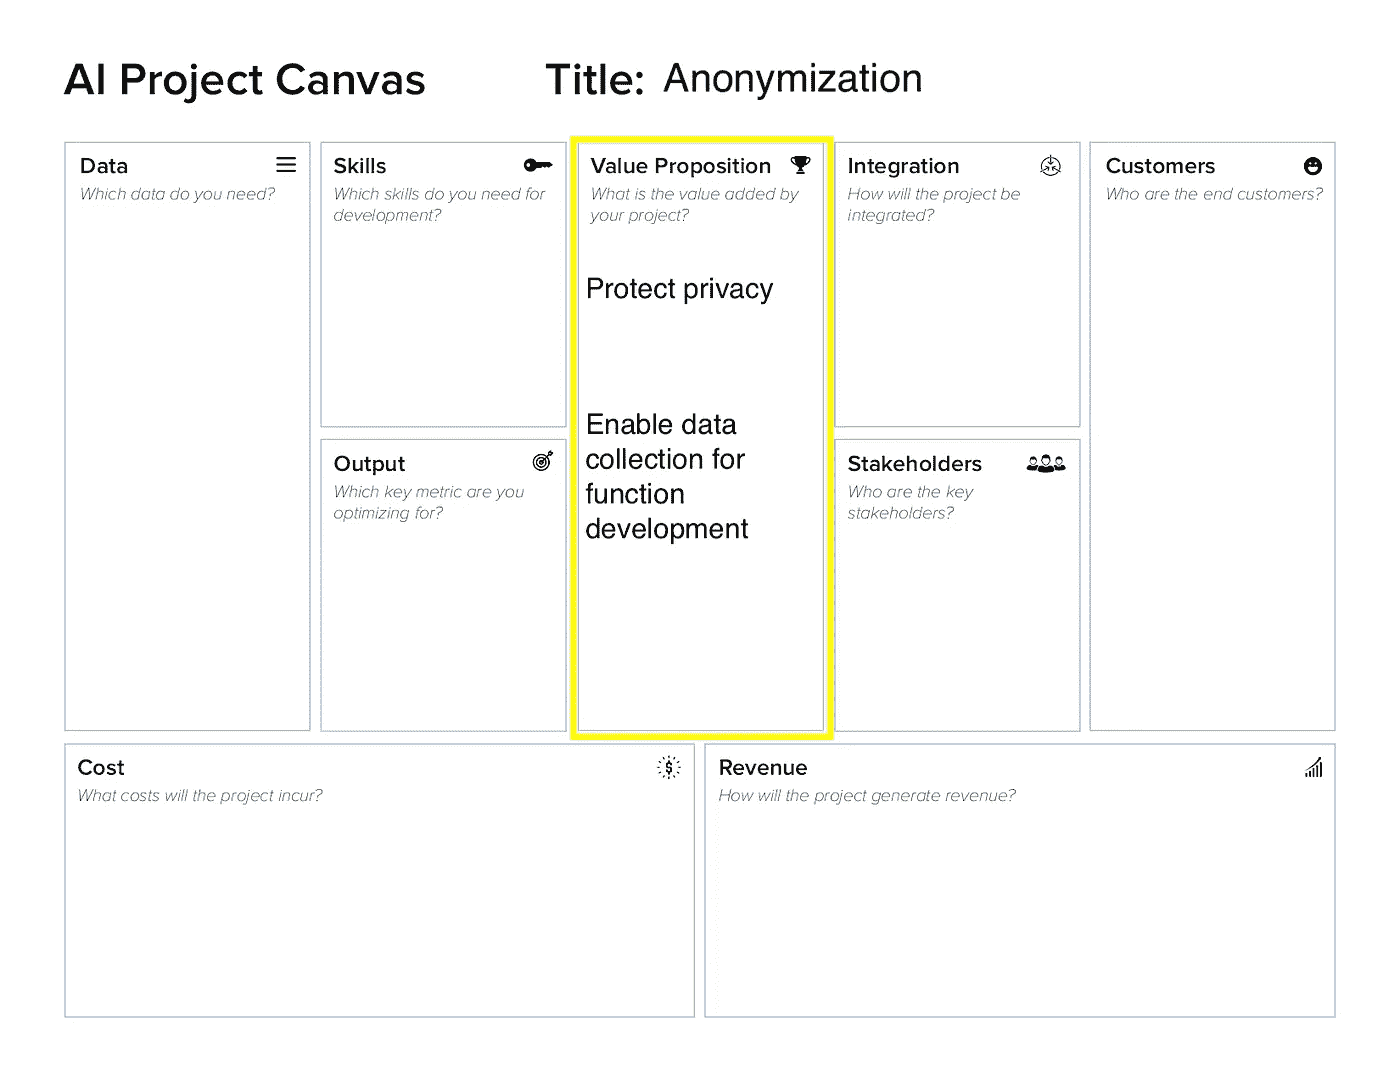 AI Project Canvas
Title: Anonymization
Data
Which data do you need?
Skills
Which skills do you need for
development?
Output
Which key metric are you
optimizing for?
Value Proposition
What is the value added by
your project?
Protect privacy
Enable data
collection for
function
development
Integration
How will the project be
integrated?
Stakeholders
Who are the key
stakeholders?
Customers
Who are the end customers?
Cost
$
What costs will the project incur?
Revenue
How will the project generate revenue?